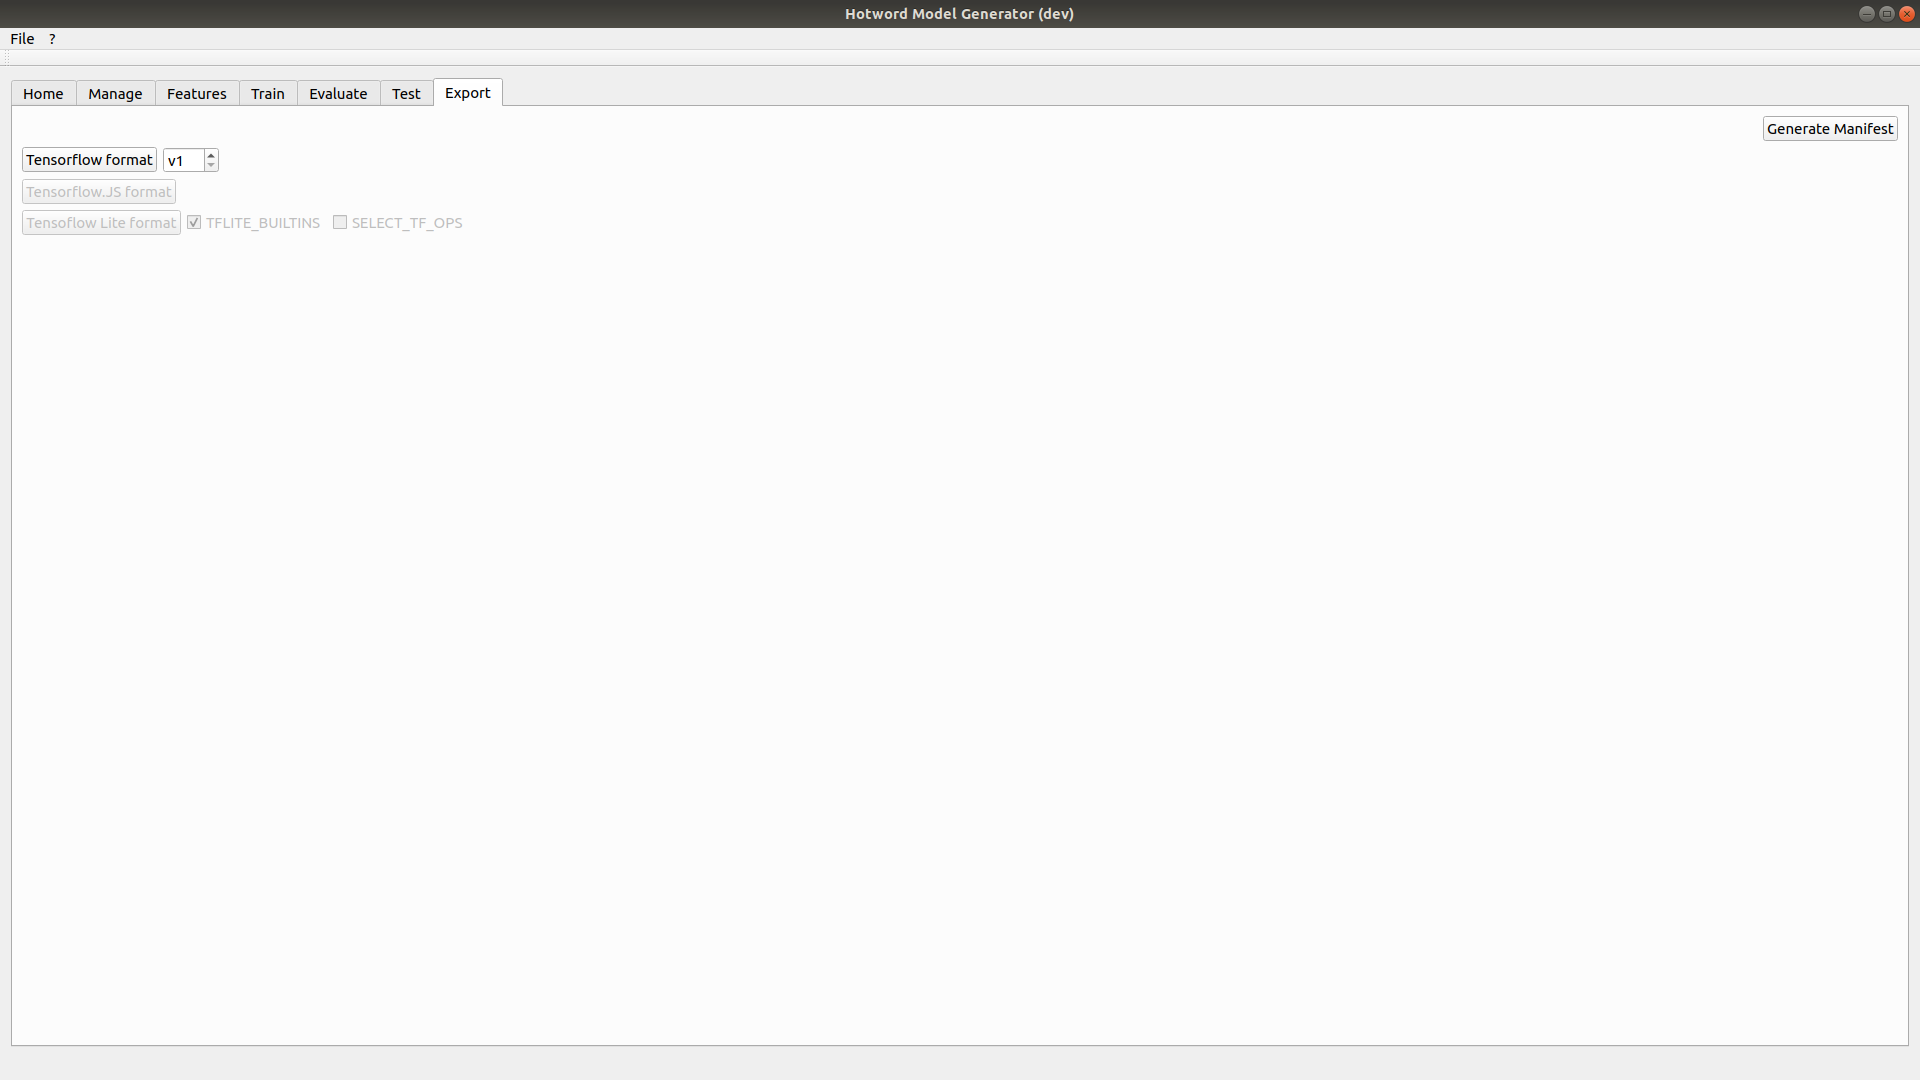 Hotword Model Generator (dev)
File ?
Home Manage Features Train Evaluate Test Export
Generate Manifest
Tensorflow format v1
Tensorflow.JS format
Tensoflow Lite format TFLITE_BUILTINS SELECT_TF_OPS